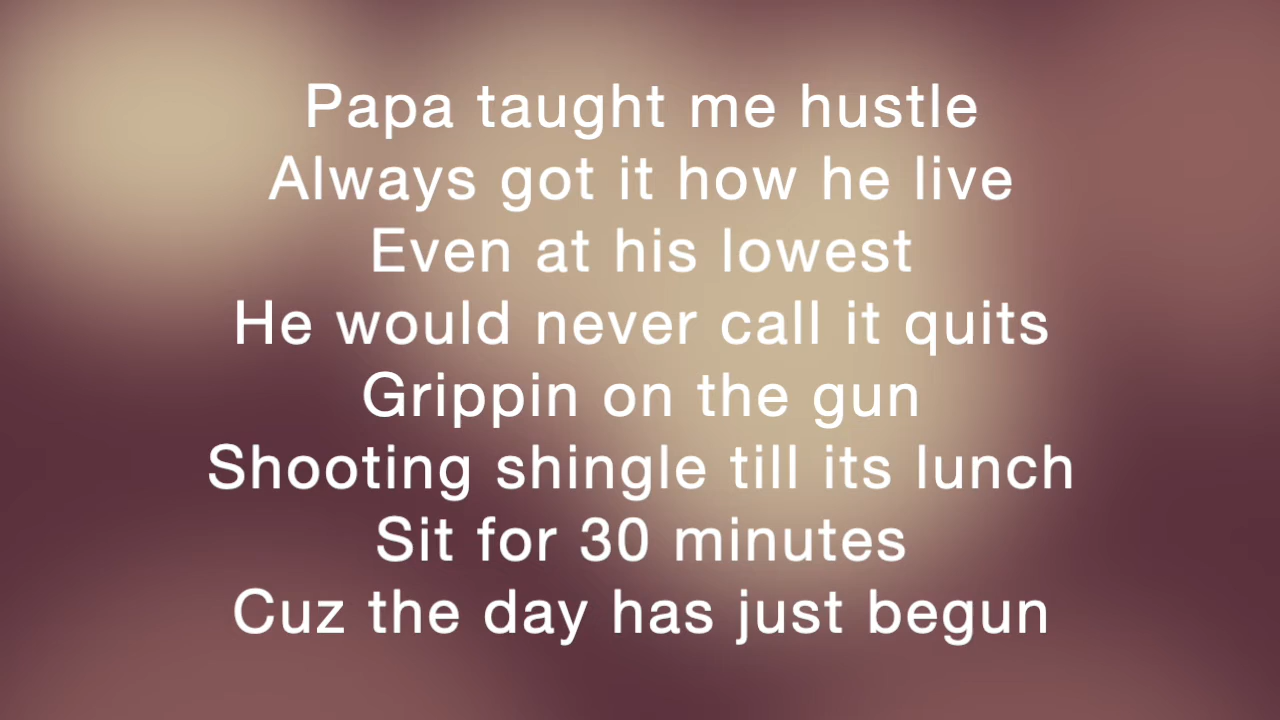 Papa taught me hustle
Always got it how he live
Even at his lowest
He would never call it quits
Grippin on the gun
Shooting shingle till its lunch
Sit for 30 minutes
Cuz the day has just begun